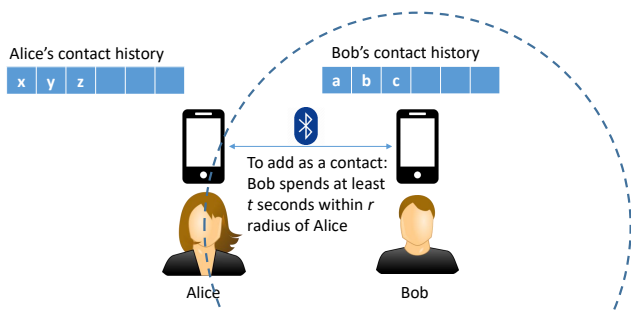 Alice's contact history
x y z
Bob's contact history
a b c
To add as a contact:
Bob spends at least
t seconds within r
radius of Alice
Alice
Bob